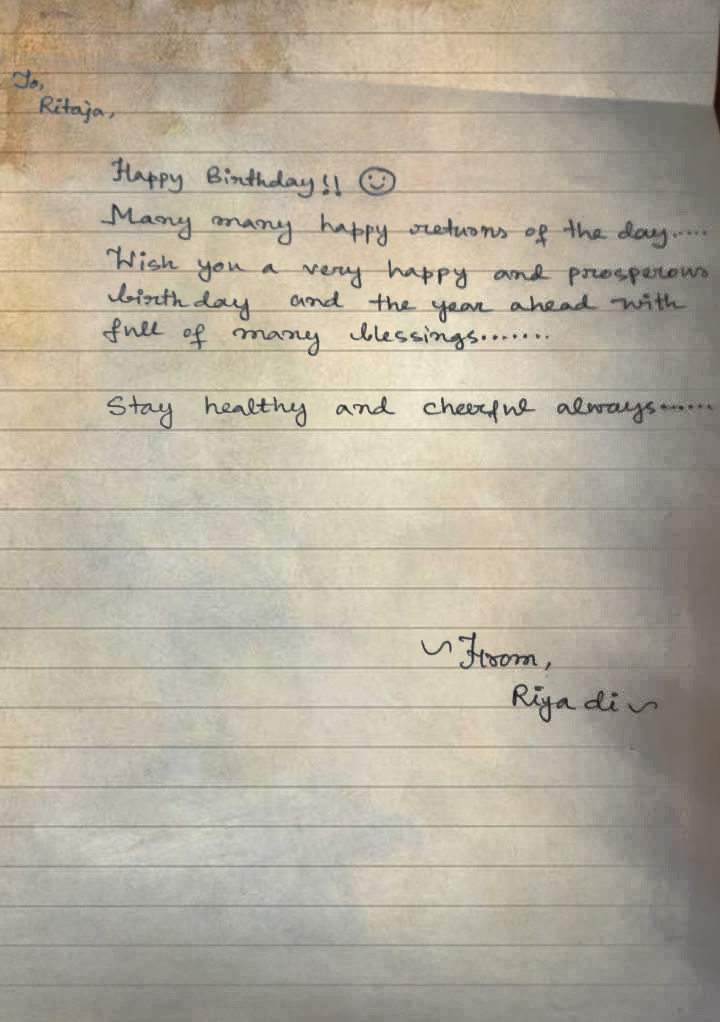 To,
Ritaja,
Happy Birthday!! ☺
Many many happy returns of the day.....
Wish you a very happy and prosperous
birthday and the year ahead with
full of many blessings.......
Stay healthy and cheerful always......
~From,
Riya di~